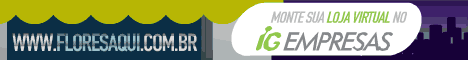 WWW.FLORESAQUI.COM.BR
MONTE SUA LOJA VIRTUAL NO
iG EMPRESAS